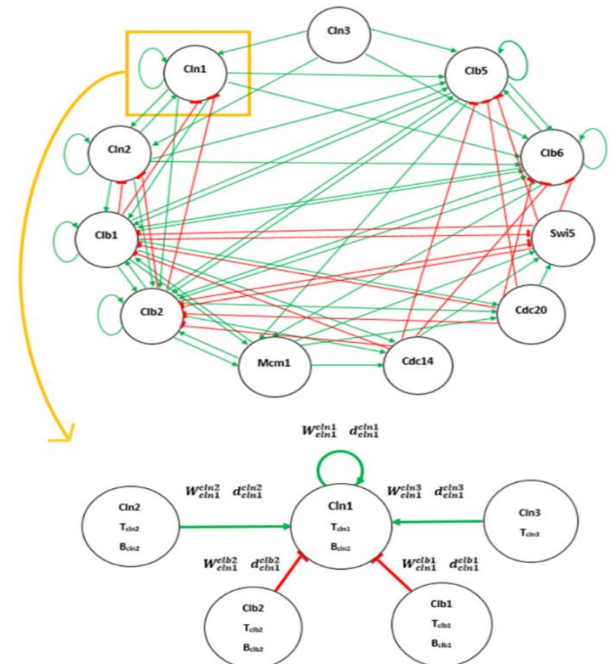 Cln3
Cln1
Clb5
Cln2
Clb6
Clb1
Swi5
Clb2
Cdc20
Mcm1
Cdc14
W^{cln1}_{cln1} d^{cln1}_{cln1}
W^{cln2}_{cln1} d^{cln2}_{cln1}
W^{cln3}_{cln1} d^{cln3}_{cln1}
Cln2
T_{cln2}
B_{cln2}
Cln1
T_{cln1}
B_{cln1}
Cln3
T_{cln3}
W^{clb2}_{cln1} d^{clb2}_{cln1}
W^{clb1}_{cln1} d^{clb1}_{cln1}
Clb2
T_{clb2}
B_{clb2}
Clb1
T_{clb1}
B_{clb1}